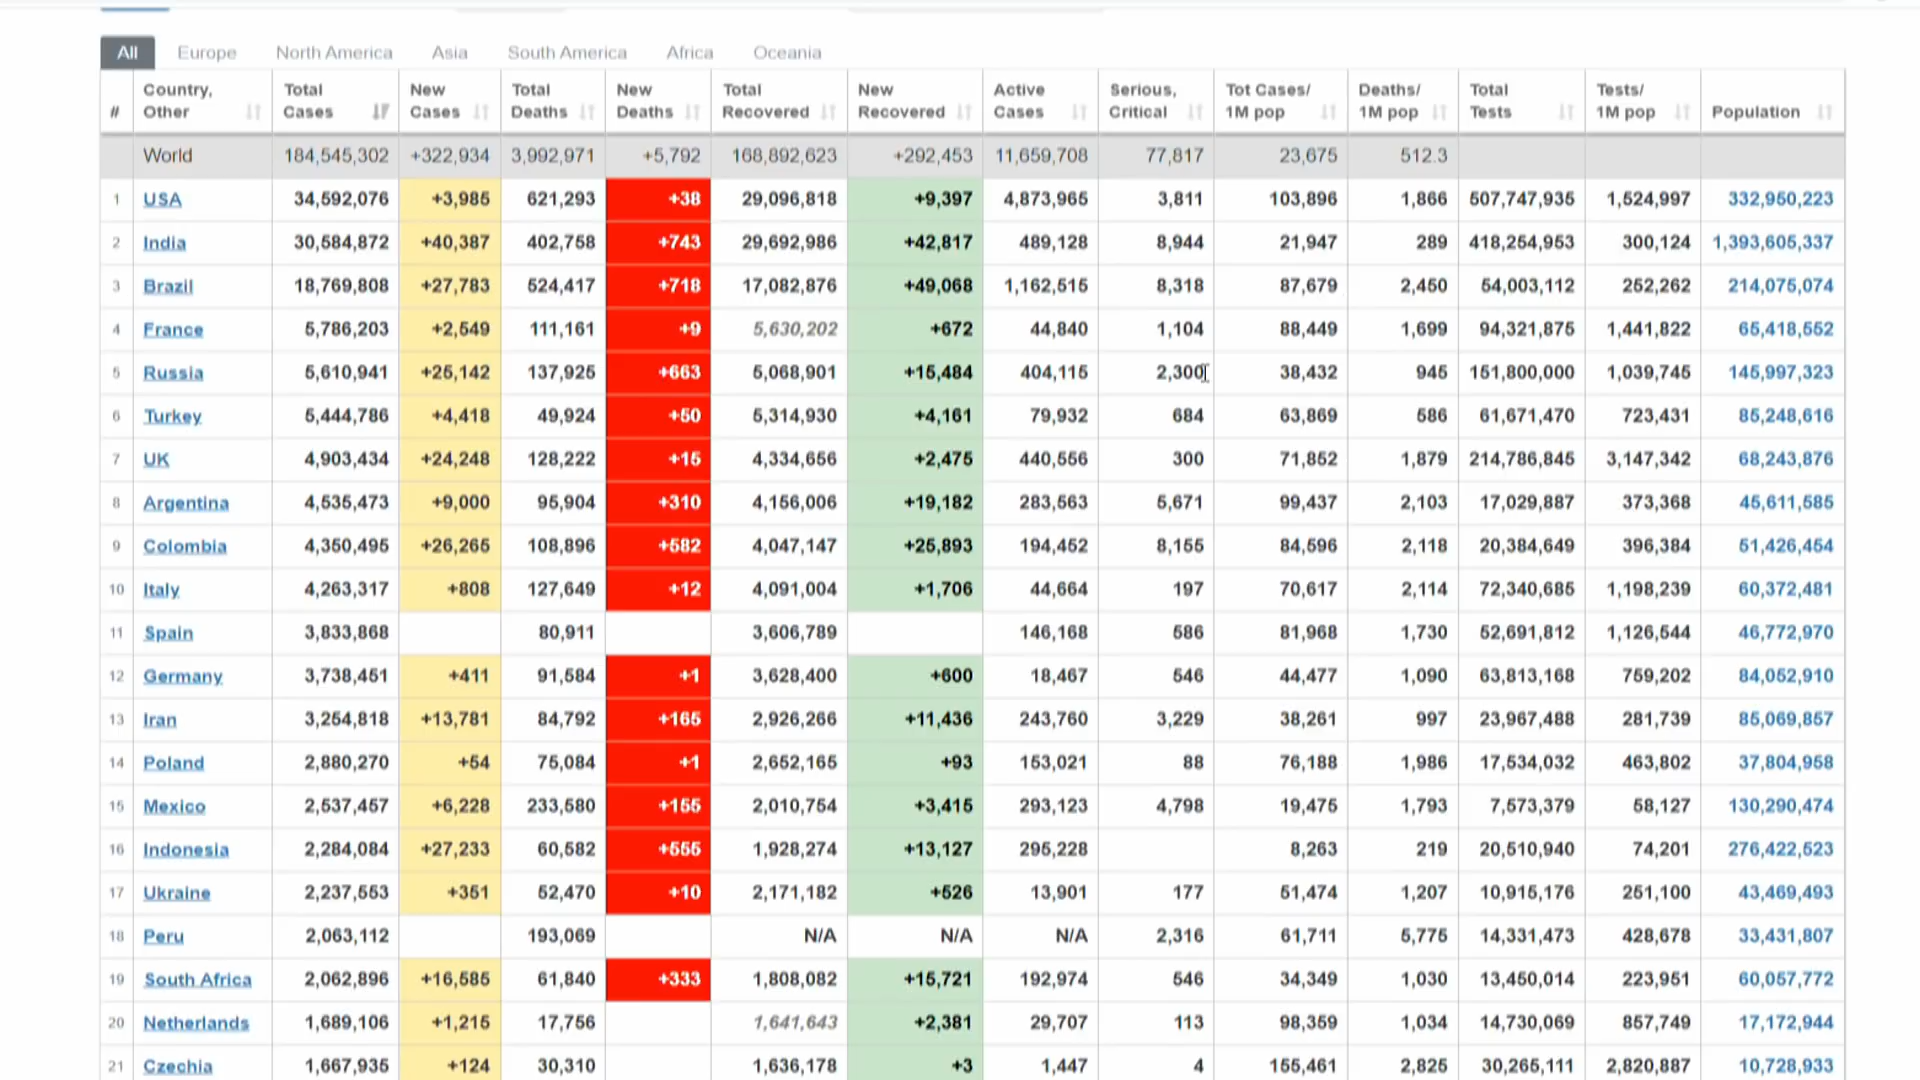 All Europe North America Asia South America Africa Oceania
# Country, Other Total Cases New Cases Total Deaths New Deaths Total Recovered New Recovered Active Cases Serious, Critical Tot Cases/ 1M pop Deaths/ 1M pop Total Tests Tests/ 1M pop Population
World 184,545,302 +322,934 3,992,971 +5,792 168,892,623 +292,453 11,659,708 77,817 23,675 512.3
1 USA 34,592,076 +3,985 621,293 +38 29,096,818 +9,397 4,873,965 3,811 103,896 1,866 507,747,935 1,524,997 332,950,223
2 India 30,584,872 +40,387 402,758 +743 29,692,986 +42,817 489,128 8,944 21,947 289 418,254,953 300,124 1,393,605,337
3 Brazil 18,769,808 +27,783 524,417 +718 17,082,876 +49,068 1,162,515 8,318 87,679 2,450 54,003,112 252,262 214,075,074
4 France 5,786,203 +2,549 111,161 +9 5,630,202 +672 44,840 1,104 88,449 1,699 94,321,875 1,441,822 65,418,552
5 Russia 5,610,941 +25,142 137,925 +663 5,068,901 +15,484 404,115 2,300 38,432 945 151,800,000 1,039,745 145,997,323
6 Turkey 5,444,786 +4,418 49,924 +50 5,314,930 +4,161 79,932 684 63,869 586 61,671,470 723,431 85,248,616
7 UK 4,903,434 +24,248 128,222 +15 4,334,656 +2,475 440,556 300 71,852 1,879 214,786,845 3,147,342 68,243,876
8 Argentina 4,535,473 +9,000 95,904 +310 4,156,006 +19,182 283,563 5,671 99,437 2,103 17,029,887 373,368 45,611,585
9 Colombia 4,350,495 +26,265 108,896 +582 4,047,147 +25,893 194,452 8,155 84,596 2,118 20,384,649 396,384 51,426,454
10 Italy 4,263,317 +808 127,649 +12 4,091,004 +1,706 44,664 197 70,617 2,114 72,340,685 1,198,239 60,372,481
11 Spain 3,833,868 80,911 3,606,789 146,168 586 81,968 1,730 52,691,812 1,126,544 46,772,970
12 Germany 3,738,451 +411 91,584 +1 3,628,400 +600 18,467 546 44,477 1,090 63,813,168 759,202 84,052,910
13 Iran 3,254,818 +13,781 84,792 +165 2,926,266 +11,436 243,760 3,229 38,261 997 23,967,488 281,739 85,069,857
14 Poland 2,880,270 +54 75,084 +1 2,652,165 +93 153,021 88 76,188 1,986 17,534,032 463,802 37,804,958
15 Mexico 2,537,457 +6,228 233,580 +155 2,010,754 +3,415 293,123 4,798 19,475 1,793 7,573,379 58,127 130,290,474
16 Indonesia 2,284,084 +27,233 60,582 +555 1,928,274 +13,127 295,228 8,263 219 20,510,940 74,201 276,422,523
17 Ukraine 2,237,553 +351 52,470 +10 2,171,182 +526 13,901 177 51,474 1,207 10,915,176 251,100 43,469,493
18 Peru 2,063,112 193,069 N/A N/A N/A 2,316 61,711 5,775 14,331,473 428,678 33,431,807
19 South Africa 2,062,896 +16,585 61,840 +333 1,808,082 +15,721 192,974 546 34,349 1,030 13,450,014 223,951 60,057,772
20 Netherlands 1,689,106 +1,215 17,756 1,641,643 +2,381 29,707 113 98,359 1,034 14,730,069 857,749 17,172,944
21 Czechia 1,667,935 +124 30,310 1,636,178 +3 1,447 4 155,461 2,825 30,265,111 2,820,887 10,728,933